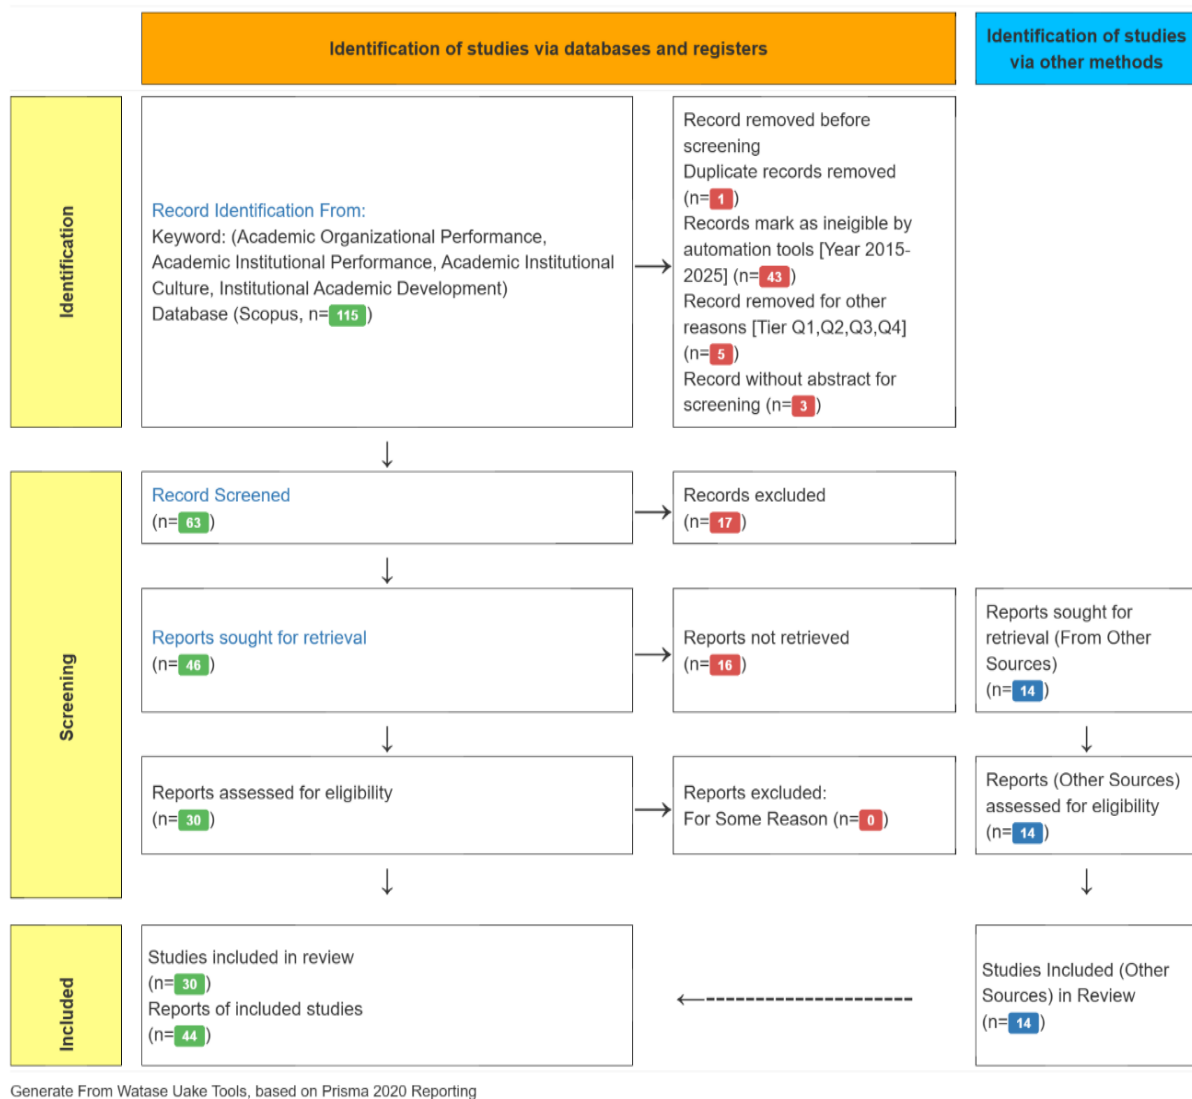 Identification of studies via databases and registers
Identification of studies
via other methods
Identification
Record Identification From:
Keyword: (Academic Organizational Performance,
Academic Institutional Performance, Academic Institutional
Culture, Institutional Academic Development)
Database (Scopus, n= 115 )
Record removed before
screening
Duplicate records removed
(n= 1 )
Records mark as ineigible by
automation tools [Year 2015-
2025] (n= 43 )
Record removed for other
reasons [Tier Q1,Q2,Q3,Q4]
(n= 5 )
Record without abstract for
screening (n= 3 )
Screening
Record Screened
(n= 63 )
Records excluded
(n= 17 )
Reports sought for retrieval
(n= 46 )
Reports not retrieved
(n= 16 )
Reports sought for
retrieval (From Other
Sources)
(n= 14 )
Reports assessed for eligibility
(n= 30 )
Reports excluded:
For Some Reason (n= 0 )
Reports (Other Sources)
assessed for eligibility
(n= 14 )
Included
Studies included in review
(n= 30 )
Reports of included studies
(n= 44 )
Studies Included (Other
Sources) in Review
(n= 14 )
Generate From Watase Uake Tools, based on Prisma 2020 Reporting